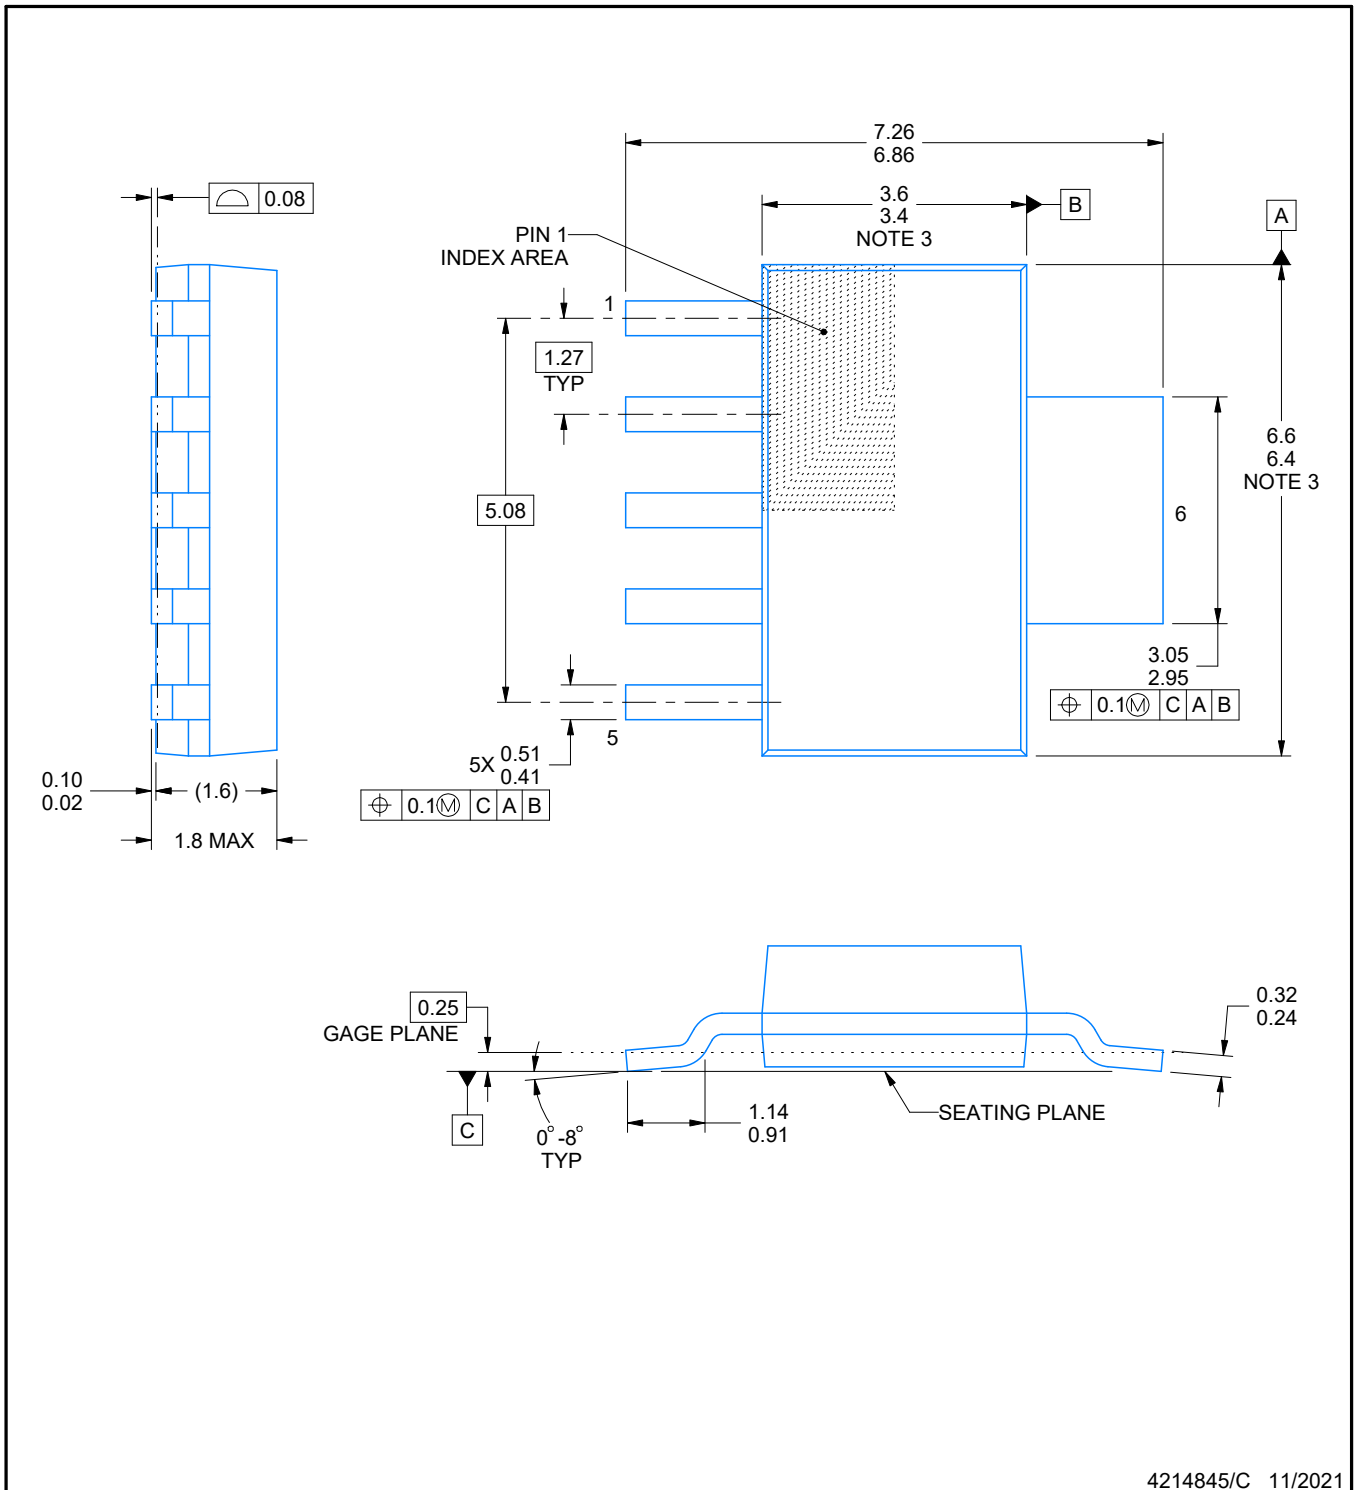 7.26
6.86
0.08
3.6
3.4
NOTE 3
B
A
PIN 1
INDEX AREA
1
1.27
TYP
5.08
6.6
6.4
NOTE 3
6
3.05
2.95
⌖ 0.1Ⓜ C A B
5
5X 0.51
0.41
⌖ 0.1Ⓜ C A B
0.10
0.02
(1.6)
1.8 MAX
0.25
GAGE PLANE
0.32
0.24
C
0°-8°
TYP
1.14
0.91
SEATING PLANE
4214845/C 11/2021